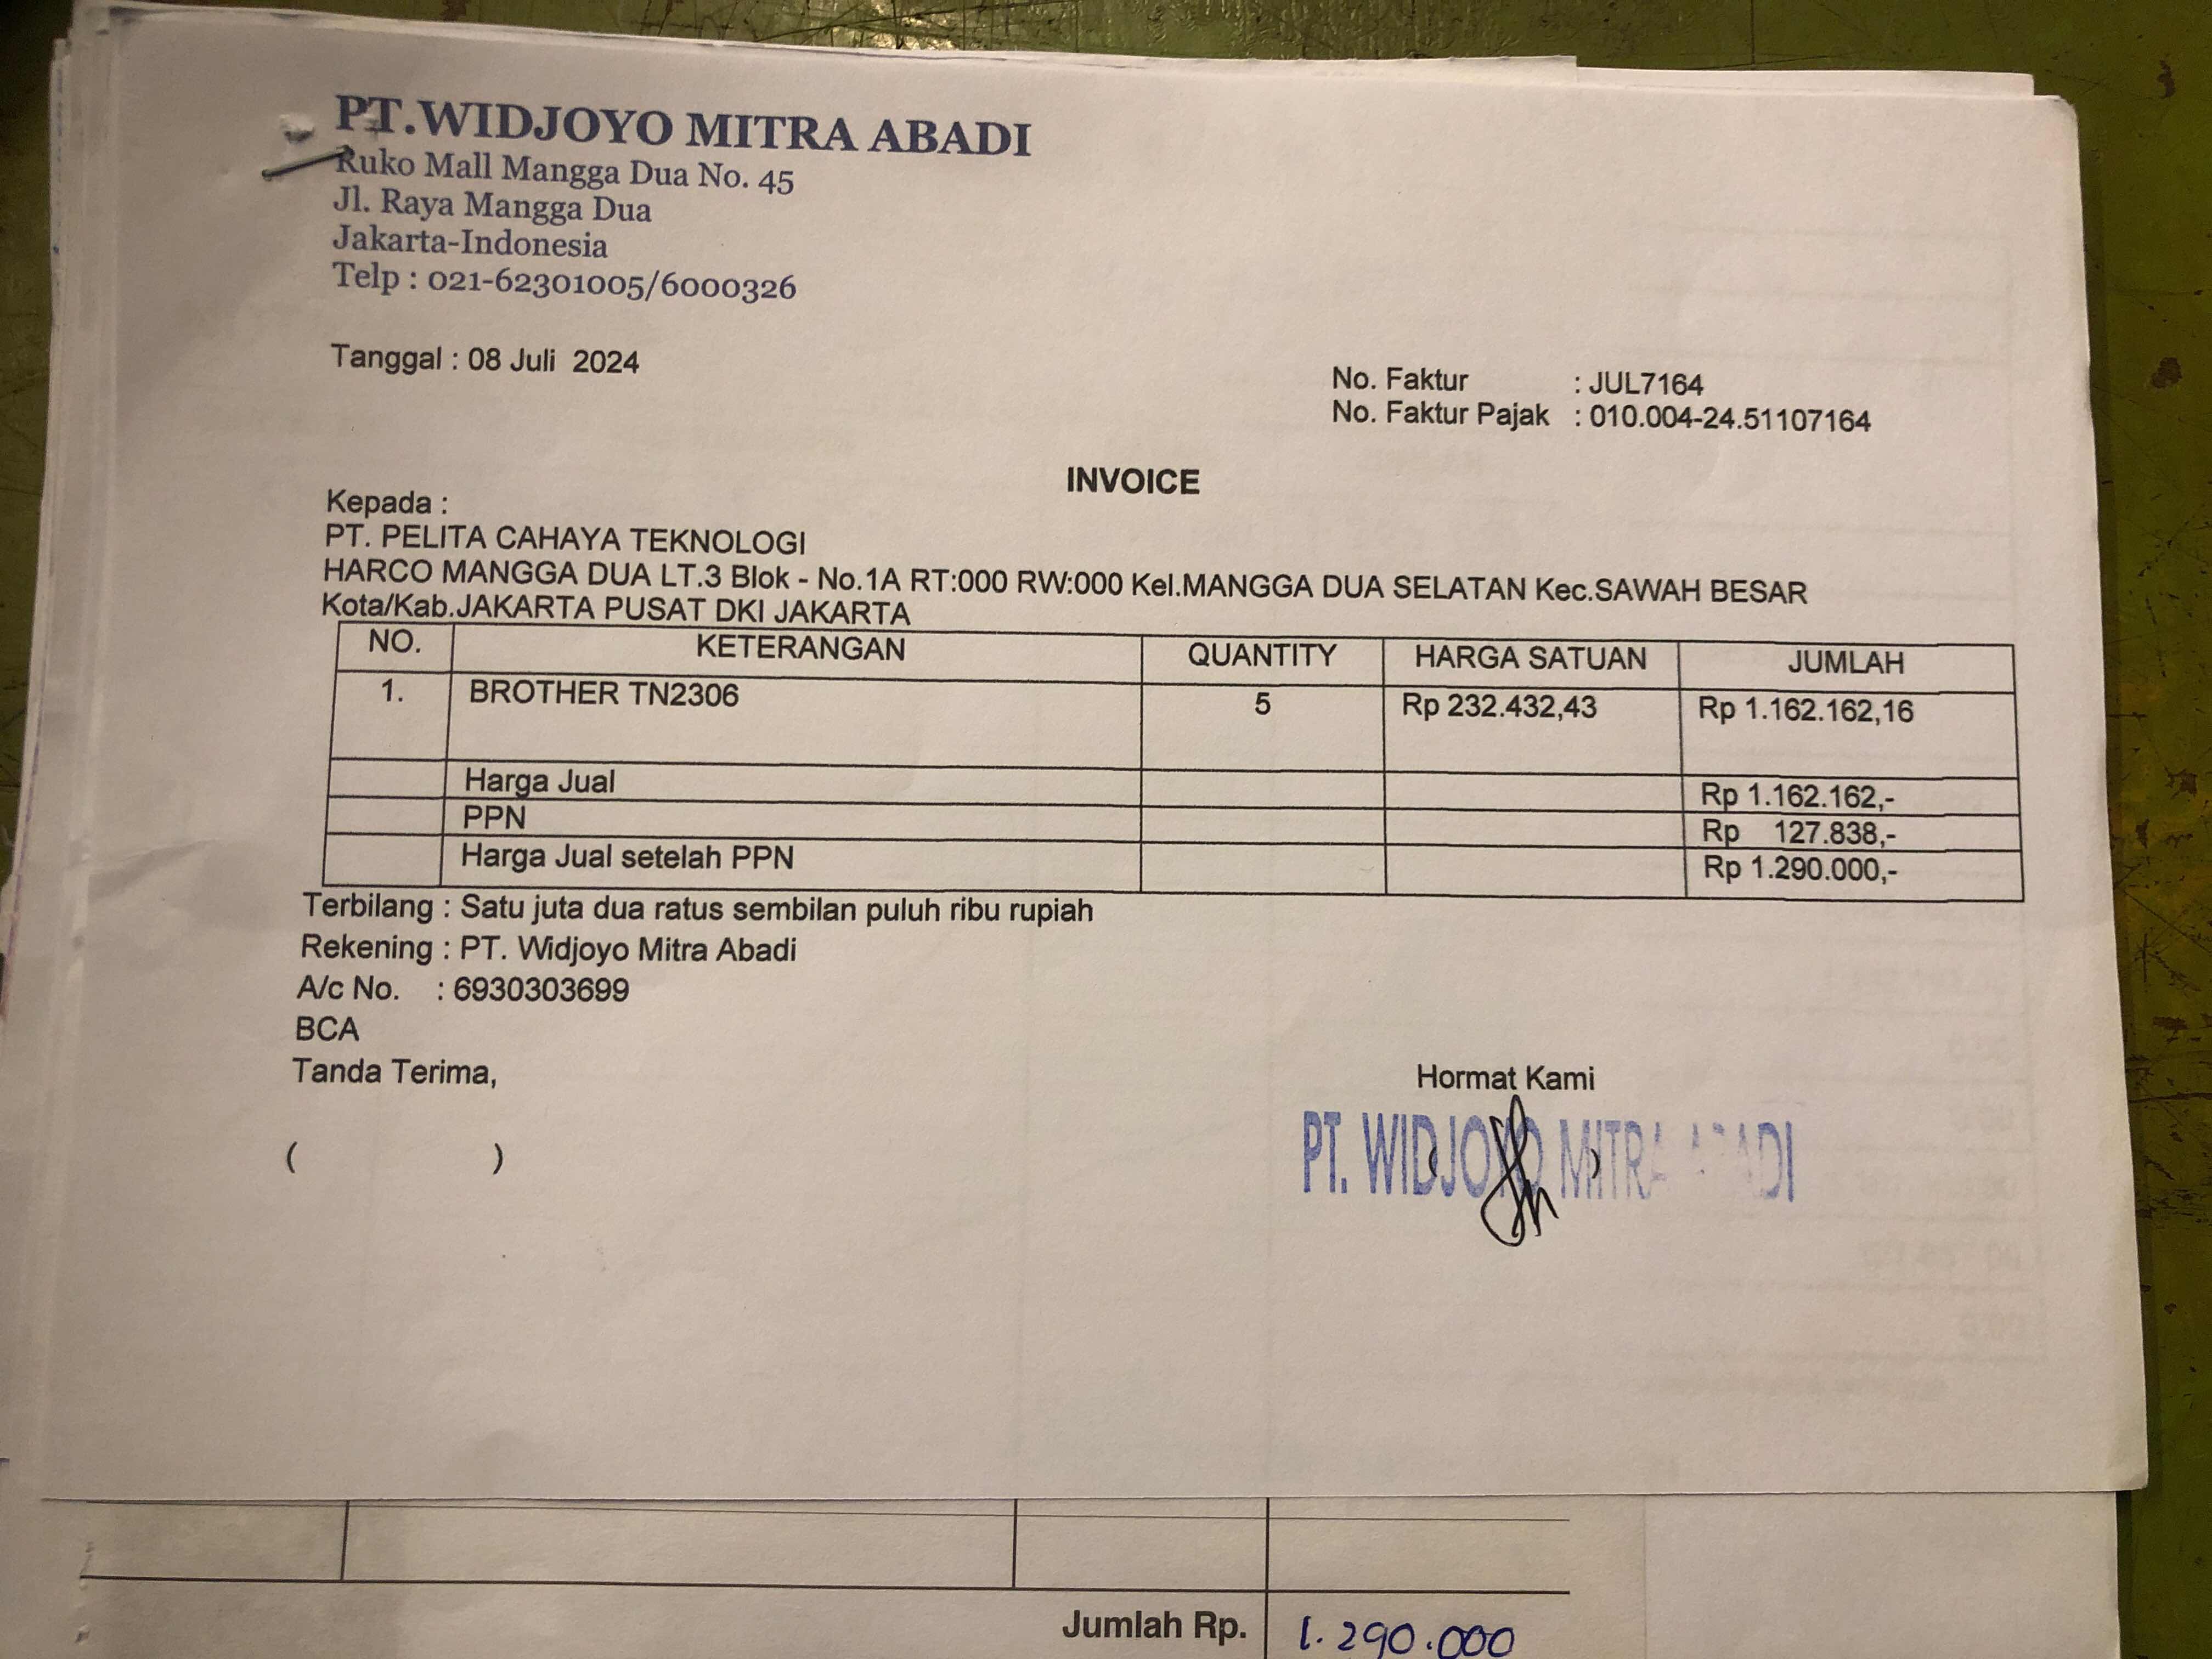 PT.WIDJOYO MITRA ABADI
Ruko Mall Mangga Dua No. 45
Jl. Raya Mangga Dua
Jakarta-Indonesia
Telp : 021-62301005/6000326
Tanggal : 08 Juli 2024
No. Faktur : JUL7164
No. Faktur Pajak : 010.004-24.51107164
INVOICE
Kepada :
PT. PELITA CAHAYA TEKNOLOGI
HARCO MANGGA DUA LT.3 Blok - No.1A RT:000 RW:000 Kel.MANGGA DUA SELATAN Kec.SAWAH BESAR
Kota/Kab.JAKARTA PUSAT DKI JAKARTA
NO. KETERANGAN QUANTITY HARGA SATUAN JUMLAH
1. BROTHER TN2306 5 Rp 232.432,43 Rp 1.162.162,16
Harga Jual Rp 1.162.162,-
PPN Rp 127.838,-
Harga Jual setelah PPN Rp 1.290.000,-
Terbilang : Satu juta dua ratus sembilan puluh ribu rupiah
Rekening : PT. Widjoyo Mitra Abadi
A/c No. : 6930303699
BCA
Tanda Terima,
Hormat Kami
( )
PT. WIDJOYO MITRA ABADI
( )
Jumlah Rp. 1.290.000